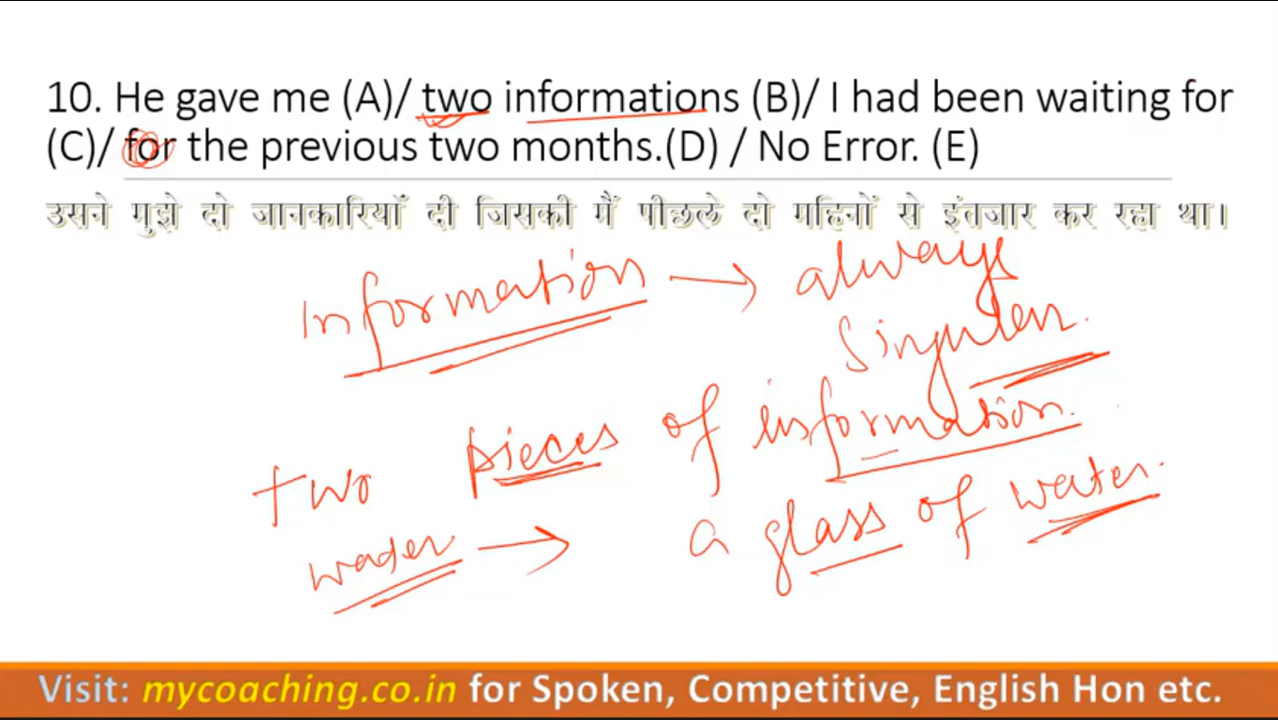 10. He gave me (A)/ two informations (B)/ I had been waiting for
(C)/ for the previous two months.(D) / No Error. (E)
उसने मुझे दो जानकारियाँ दी जिसकी मैं पीछले दो महिनों से इंतजार कर रहा था।
Information → always
Singular.
two pieces of information.
water → a glass of water.
Visit: mycoaching.co.in for Spoken, Competitive, English Hon etc.